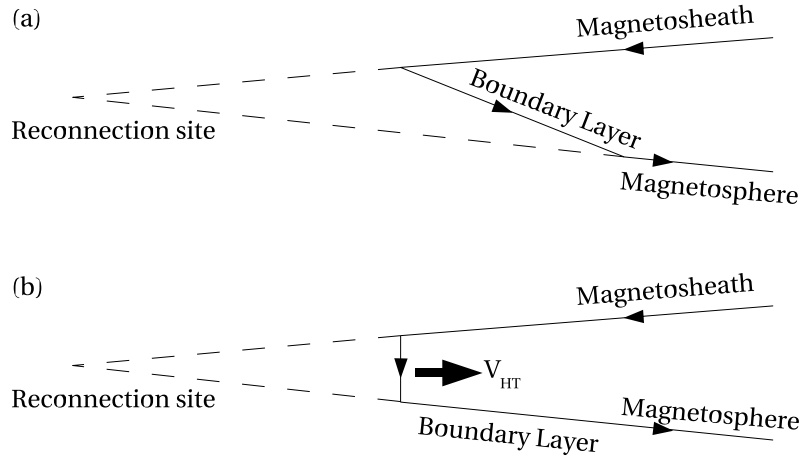 (a)
Magnetosheath
Boundary Layer
Reconnection site
Magnetosphere
(b)
Magnetosheath
V_HT
Reconnection site
Magnetosphere
Boundary Layer